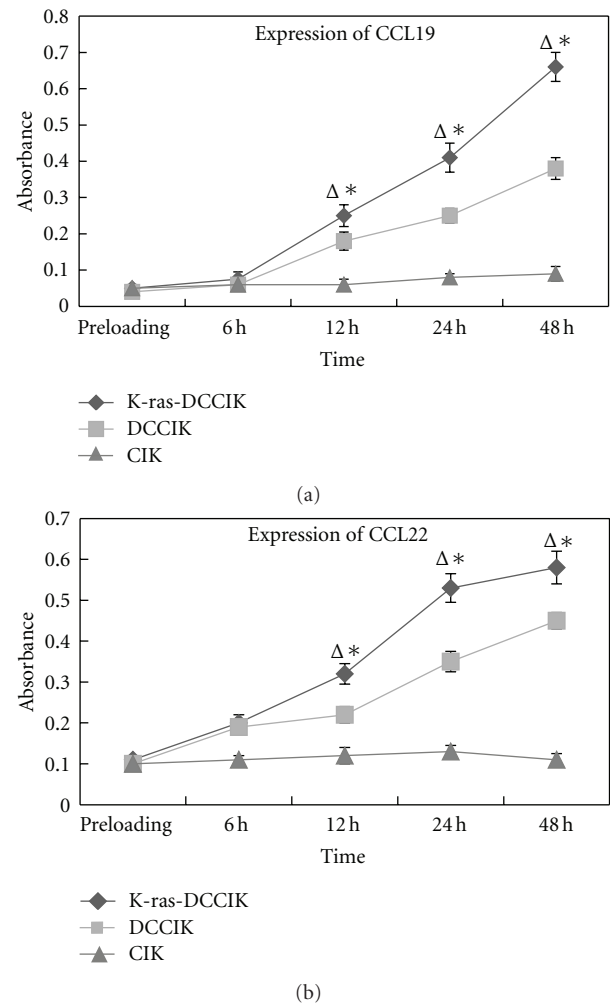 Expression of CCL19
Absorbance
0.8
0.7
0.6
0.5
0.4
0.3
0.2
0.1
0
Δ *
Δ *
Δ *
Preloading 6 h 12 h 24 h 48 h
Time
K-ras-DCCIK
DCCIK
CIK
(a)
Expression of CCL22
Absorbance
0.7
0.6
0.5
0.4
0.3
0.2
0.1
0
Δ *
Δ *
Δ *
Preloading 6 h 12 h 24 h 48 h
Time
K-ras-DCCIK
DCCIK
CIK
(b)